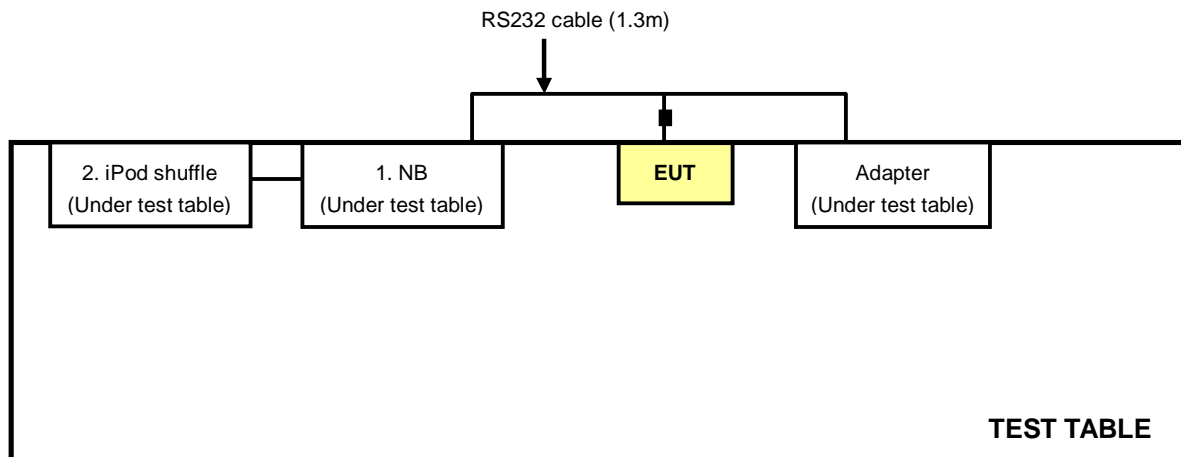 RS232 cable (1.3m)
2. iPod shuffle
(Under test table)
1. NB
(Under test table)
EUT
Adapter
(Under test table)
TEST TABLE